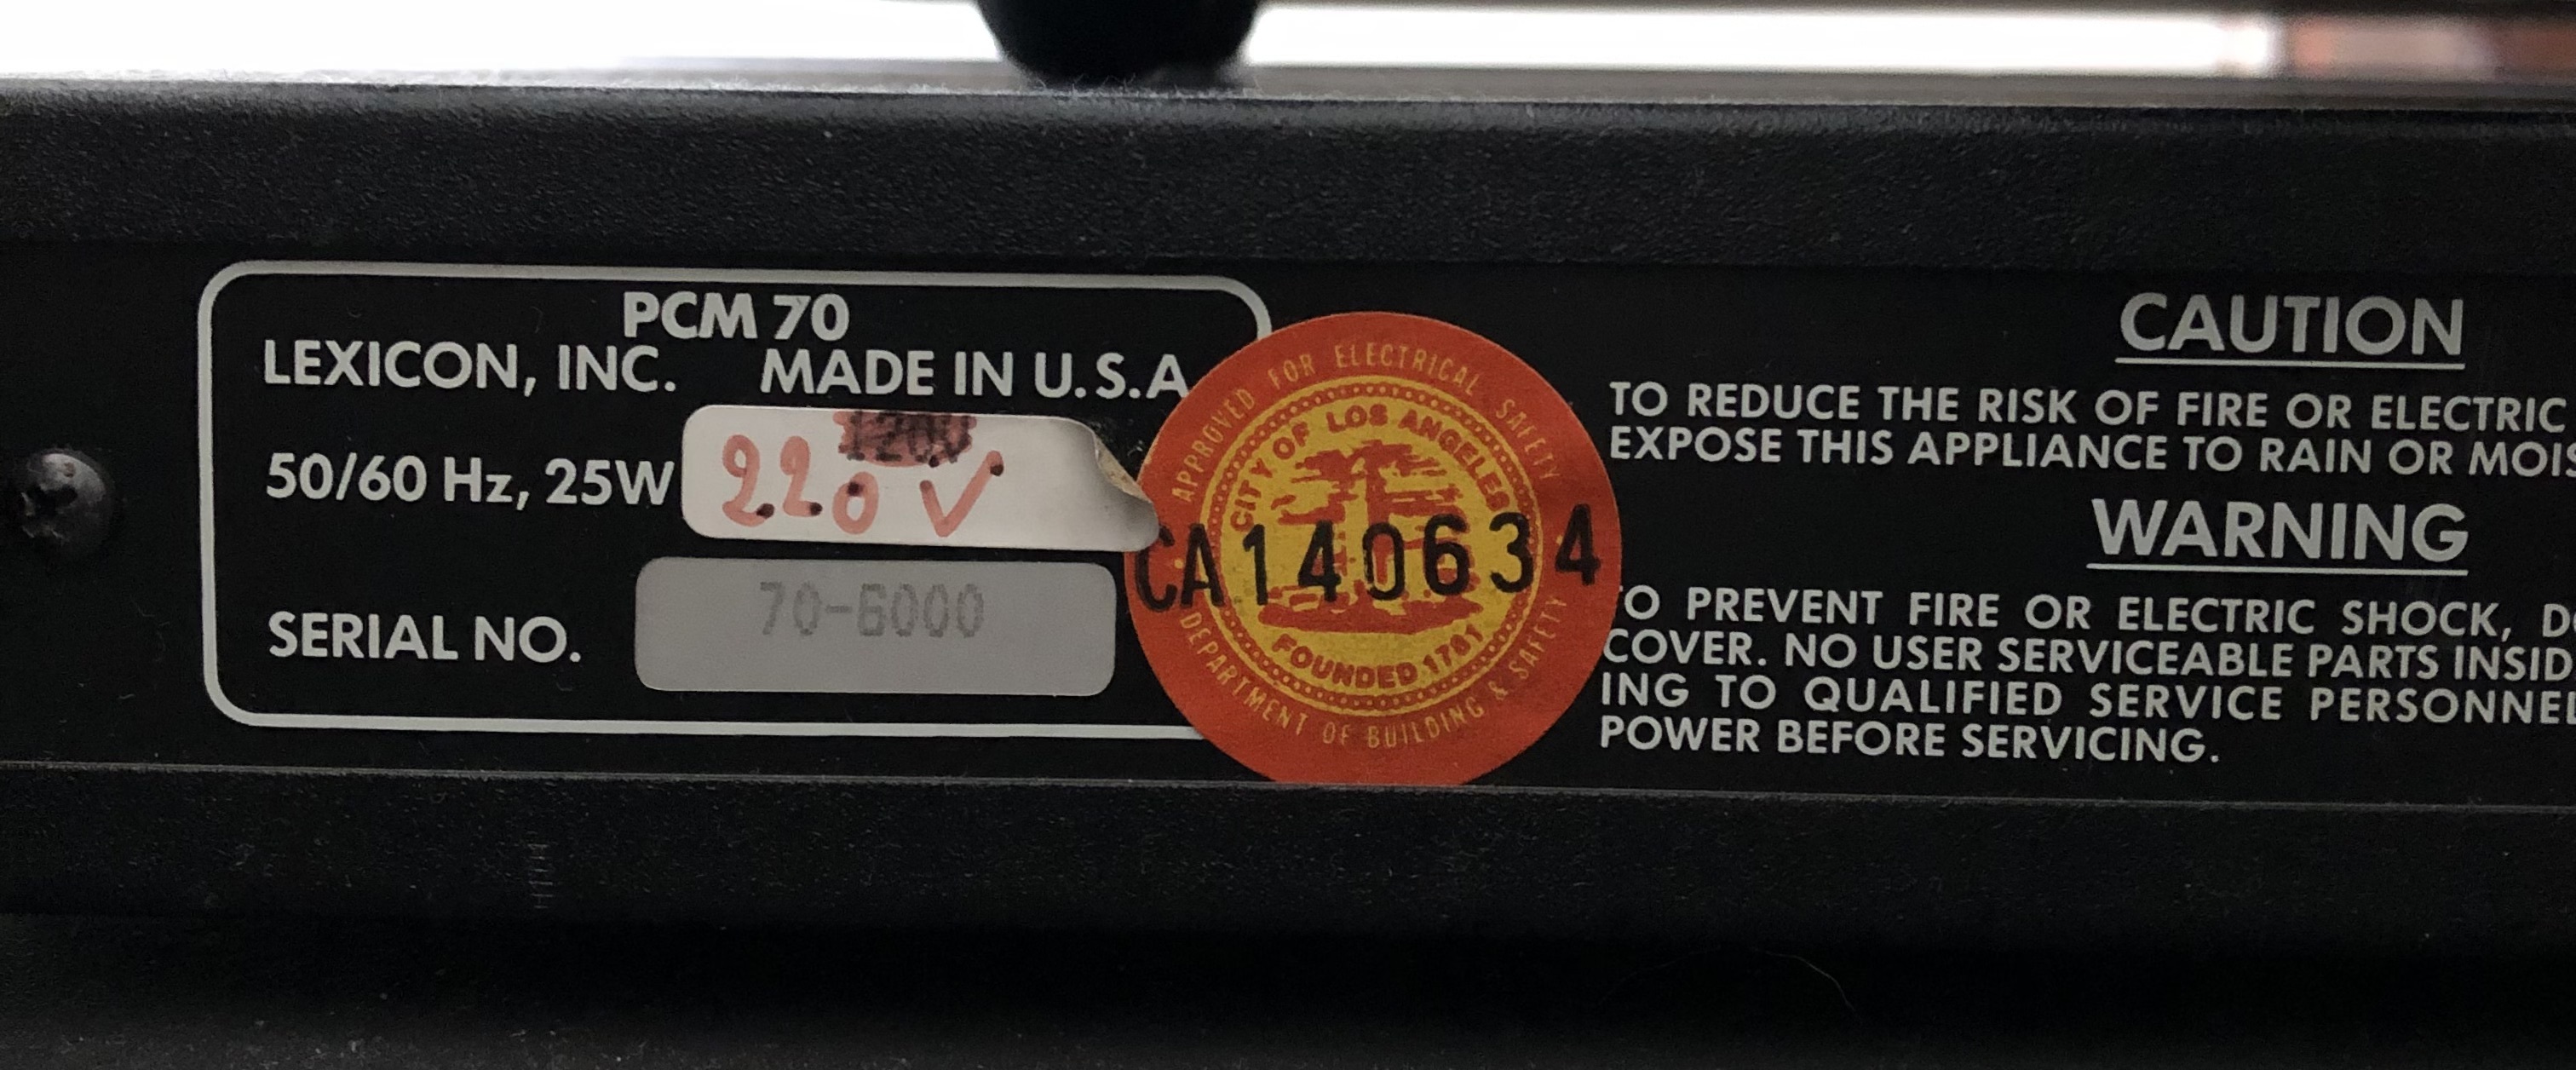 PCM 70
LEXICON, INC. MADE IN U.S.A
50/60 Hz, 25W
120V
220 V
SERIAL NO.
70-6000
APPROVED FOR ELECTRICAL SAFETY
CITY OF LOS ANGELES
CA140634
FOUNDED 1781
DEPARTMENT OF BUILDING & SAFETY
CAUTION
TO REDUCE THE RISK OF FIRE OR ELECTRIC
EXPOSE THIS APPLIANCE TO RAIN OR MOIS
WARNING
TO PREVENT FIRE OR ELECTRIC SHOCK, DO
COVER. NO USER SERVICEABLE PARTS INSID
ING TO QUALIFIED SERVICE PERSONNEL
POWER BEFORE SERVICING.